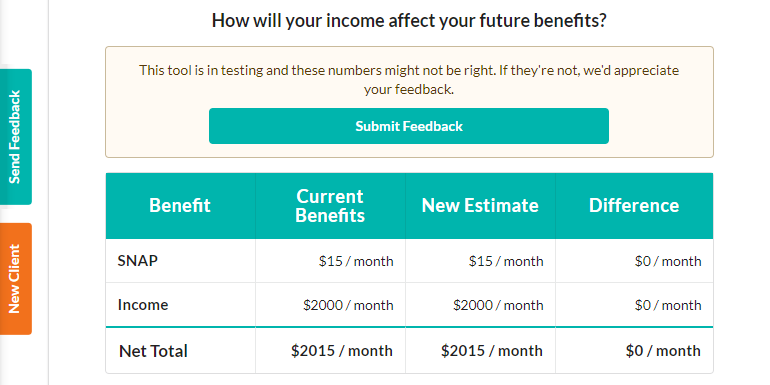 How will your income affect your future benefits?
This tool is in testing and these numbers might not be right. If they're not, we'd appreciate
your feedback.
Submit Feedback
Send Feedback
New Client
Benefit Current Benefits New Estimate Difference
SNAP $15 / month $15 / month $0 / month
Income $2000 / month $2000 / month $0 / month
Net Total $2015 / month $2015 / month $0 / month